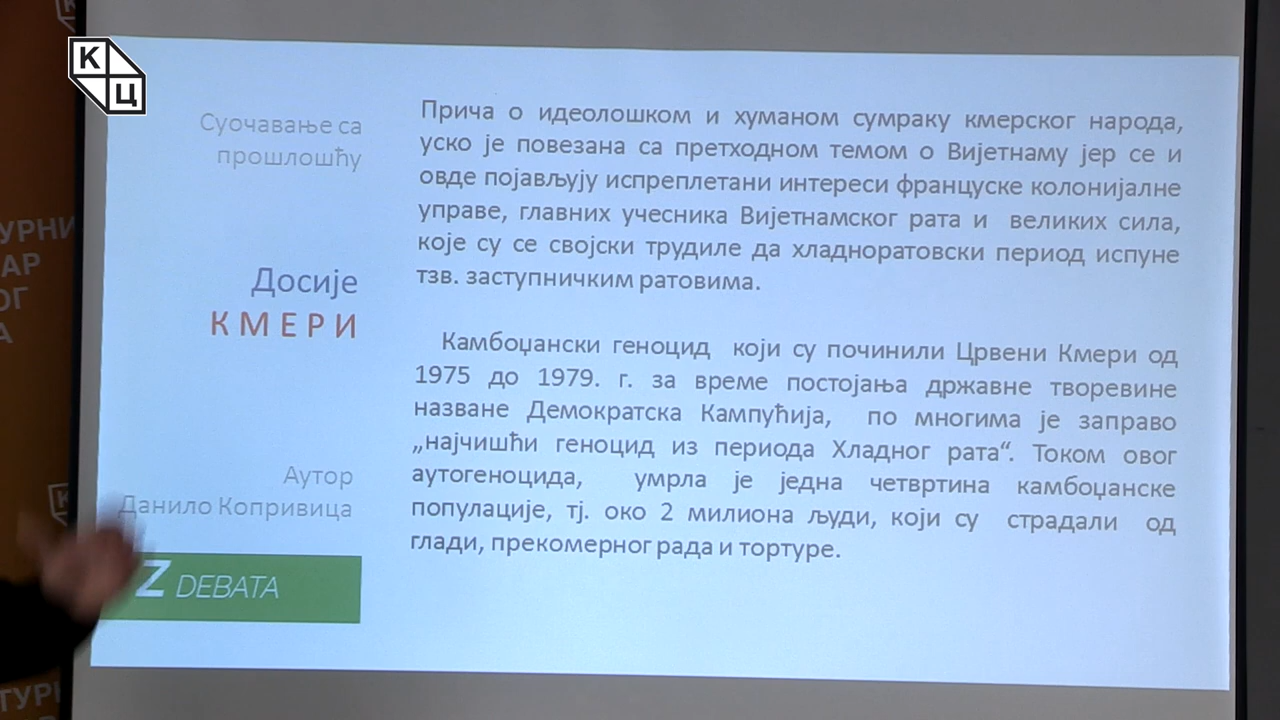 К
Ц
Суочавање са
прошлошћу
Досије
КМЕРИ
Аутор
Данило Копривица
Z DEBATA
Прича о идеолошком и хуманом сумраку кмерског народа,
уско је повезана са претходном темом о Вијетнаму јер се и
овде појављују испреплетани интереси француске колонијалне
управе, главних учесника Вијетнамског рата и великих сила,
које су се својски трудиле да хладноратовски период испуне
тзв. заступничким ратовима.
Камбоџански геноцид који су починили Црвени Кмери од
1975 до 1979. г. за време постојања државне творевине
назване Демократска Кампућија, по многима је заправо
„најчишћи геноцид из периода Хладног рата“. Током овог
аутогеноцида, умрла је једна четвртина камбоџанске
популације, тј. око 2 милиона људи, који су страдали од
глади, прекомерног рада и тортуре.